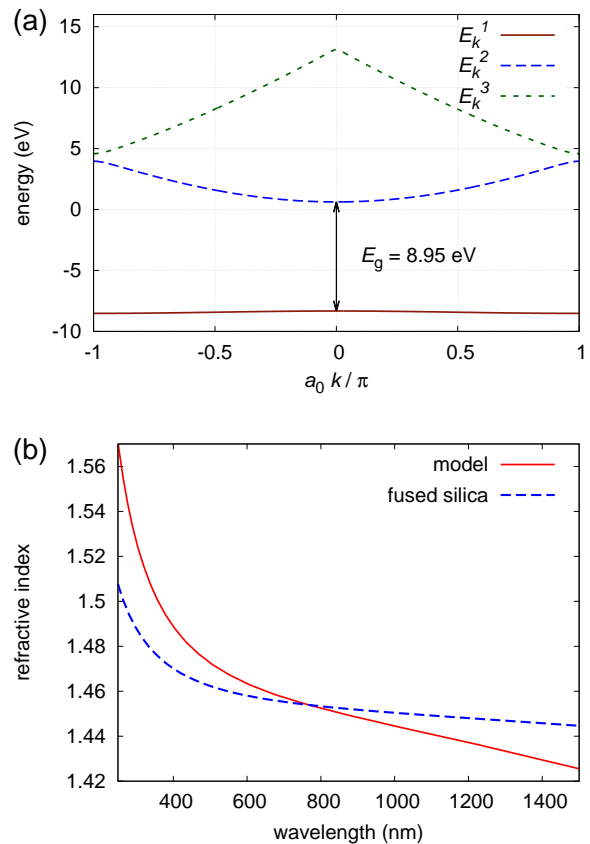 (a)
15
10
5
0
-5
-10
energy (eV)
E_k^1
E_k^2
E_k^3
E_g = 8.95 eV
-1 -0.5 0 0.5 1
a_0 k / π
(b)
1.56
1.54
1.52
1.5
1.48
1.46
1.44
1.42
refractive index
model
fused silica
400 600 800 1000 1200 1400
wavelength (nm)